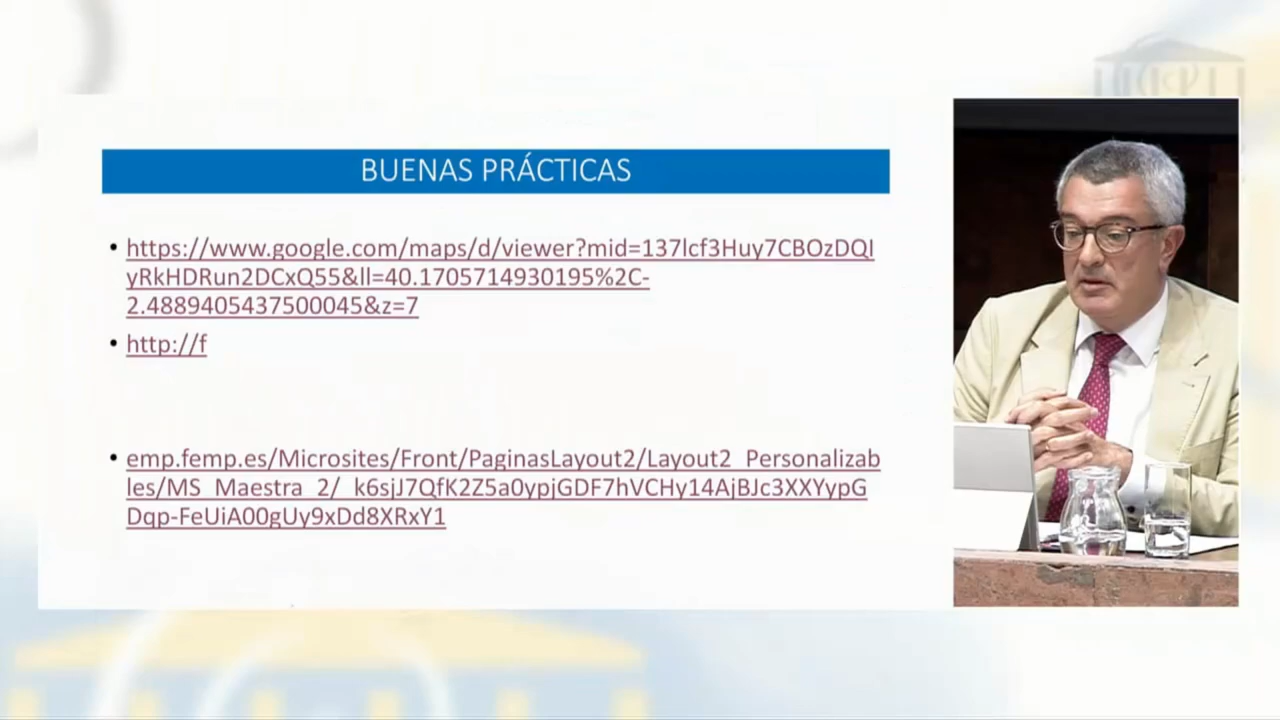 BUENAS PRÁCTICAS
• https://www.google.com/maps/d/viewer?mid=137lcf3Huy7CBOzDQI
yRkHDRun2DCxQ55&ll=40.1705714930195%2C-
2.4889405437500045&z=7
• http://f
• emp.femp.es/Microsites/Front/PaginasLayout2/Layout2_Personalizab
les/MS_Maestra_2/_k6sjJ7QfK2Z5a0ypjGDF7hVCHy14AjBJc3XXYypG
Dqp-FeUiA00gUy9xDd8XRxY1